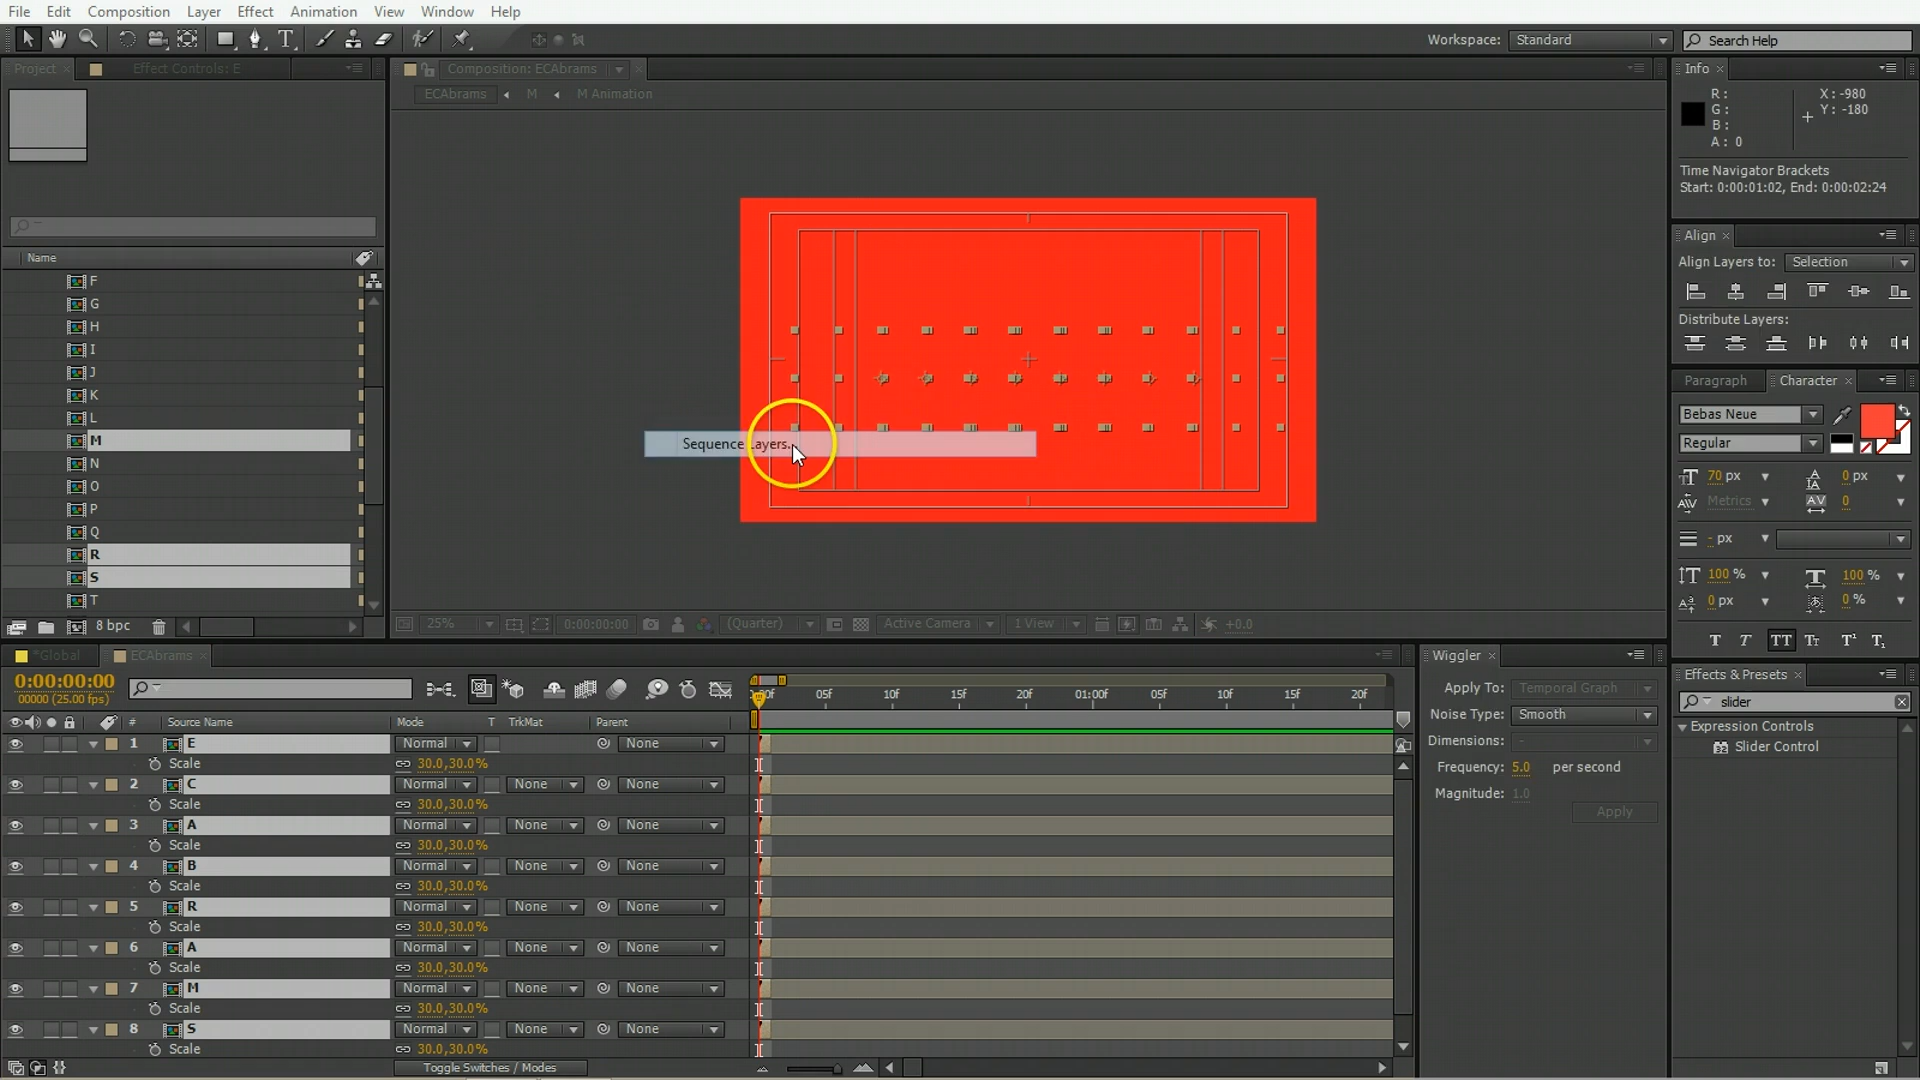 File Edit Composition Layer Effect Animation View Window Help
Workspace: Standard Search Help
Project Effect Controls: E Composition: ECAbrams Info
ECAbrams M M Animation
R: X: -980
G: Y: -180
B:
A: 0
Time Navigator Brackets
Start: 0:00:01:02, End: 0:00:02:24
Align
Align Layers to: Selection
Distribute Layers:
Name
F
G
H
I
J
K
L
M
N
O
P
Q
R
S
T
8 bpc
Sequence Layers...
Paragraph Character
Bebas Neue
Regular
70 px 0 px
Metrics 0
- px
100 % 100 %
0 px 0 %
25% 0:00:00:00 (Quarter) Active Camera 1 View +0.0
*Global ECAbrams
0:00:00:00
00000 (25.00 fps)
05f 10f 15f 20f 01:00f 05f 10f 15f 20f
# Source Name Mode T TrkMat Parent
1 E Normal None
Scale 30.0,30.0%
2 C Normal None None
Scale 30.0,30.0%
3 A Normal None None
Scale 30.0,30.0%
4 B Normal None None
Scale 30.0,30.0%
5 R Normal None None
Scale 30.0,30.0%
6 A Normal None None
Scale 30.0,30.0%
7 M Normal None None
Scale 30.0,30.0%
8 S Normal None None
Scale 30.0,30.0%
Toggle Switches / Modes
Wiggler
Apply To: Temporal Graph
Noise Type: Smooth
Dimensions: -
Frequency: 5.0 per second
Magnitude: 1.0
Apply
Effects & Presets
slider
Expression Controls
Slider Control